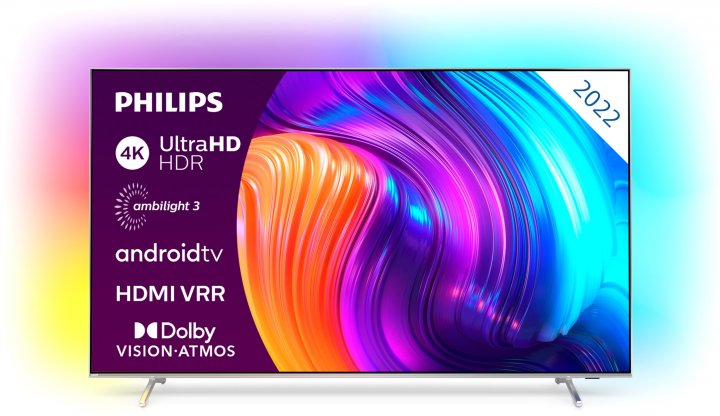 PHILIPS
4K UltraHD
HDR
ambilight 3
androidtv
HDMI VRR
Dolby
VISION·ATMOS
2022